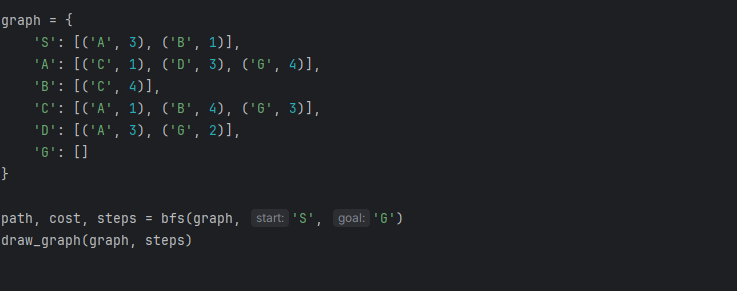 graph = {
    'S': [('A', 3), ('B', 1)],
    'A': [('C', 1), ('D', 3), ('G', 4)],
    'B': [('C', 4)],
    'C': [('A', 1), ('B', 4), ('G', 3)],
    'D': [('A', 3), ('G', 2)],
    'G': []
}
path, cost, steps = bfs(graph, start: 'S', goal: 'G')
draw_graph(graph, steps)